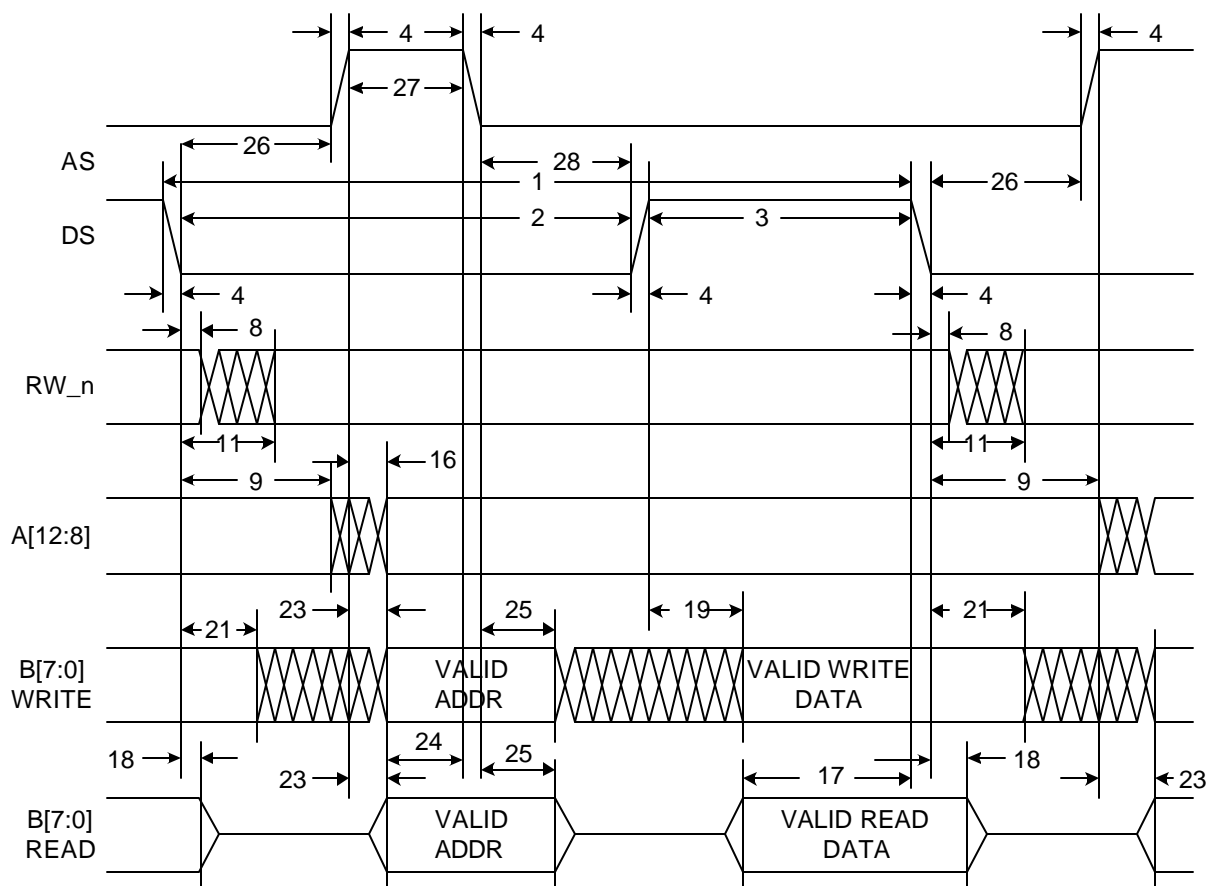 4 4 4
27
26
AS 28
1 26
2 3
DS
4 4 4
8 8
RW_n
11 11
16
9 9
A[12:8]
23 25 19
21 21
B[7:0] VALID VALID WRITE
WRITE ADDR DATA
18 24 18
23 25 17 23
B[7:0] VALID VALID READ
READ ADDR DATA